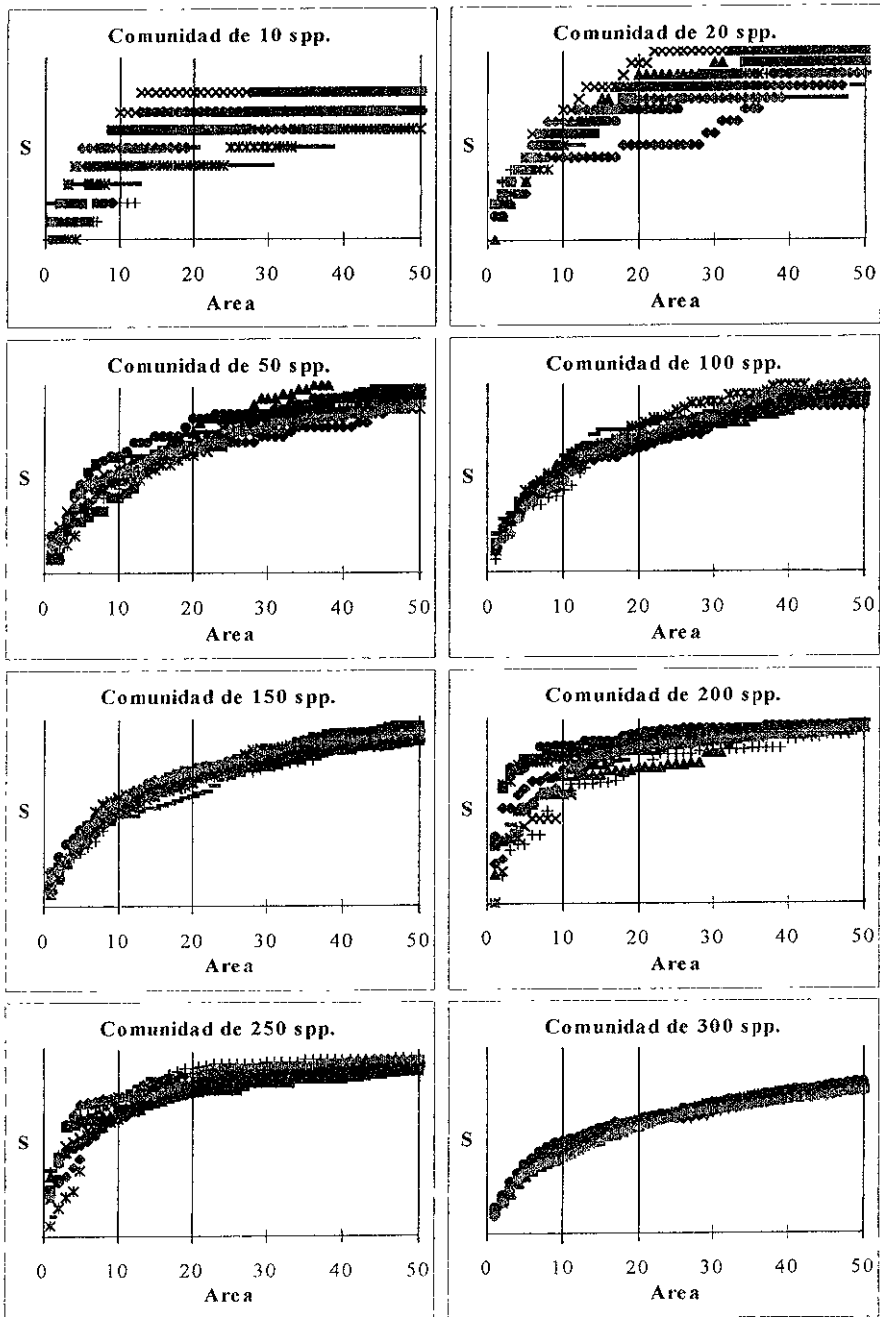 Comunidad de 10 spp.
S
0 10 20 30 40 50
Area
Comunidad de 20 spp.
S
0 10 20 30 40 50
Area
Comunidad de 50 spp.
S
0 10 20 30 40 50
Area
Comunidad de 100 spp.
S
0 10 20 30 40 50
Area
Comunidad de 150 spp.
S
0 10 20 30 40 50
Area
Comunidad de 200 spp.
S
0 10 20 30 40 50
Area
Comunidad de 250 spp.
S
0 10 20 30 40 50
Area
Comunidad de 300 spp.
S
0 10 20 30 40 50
Area